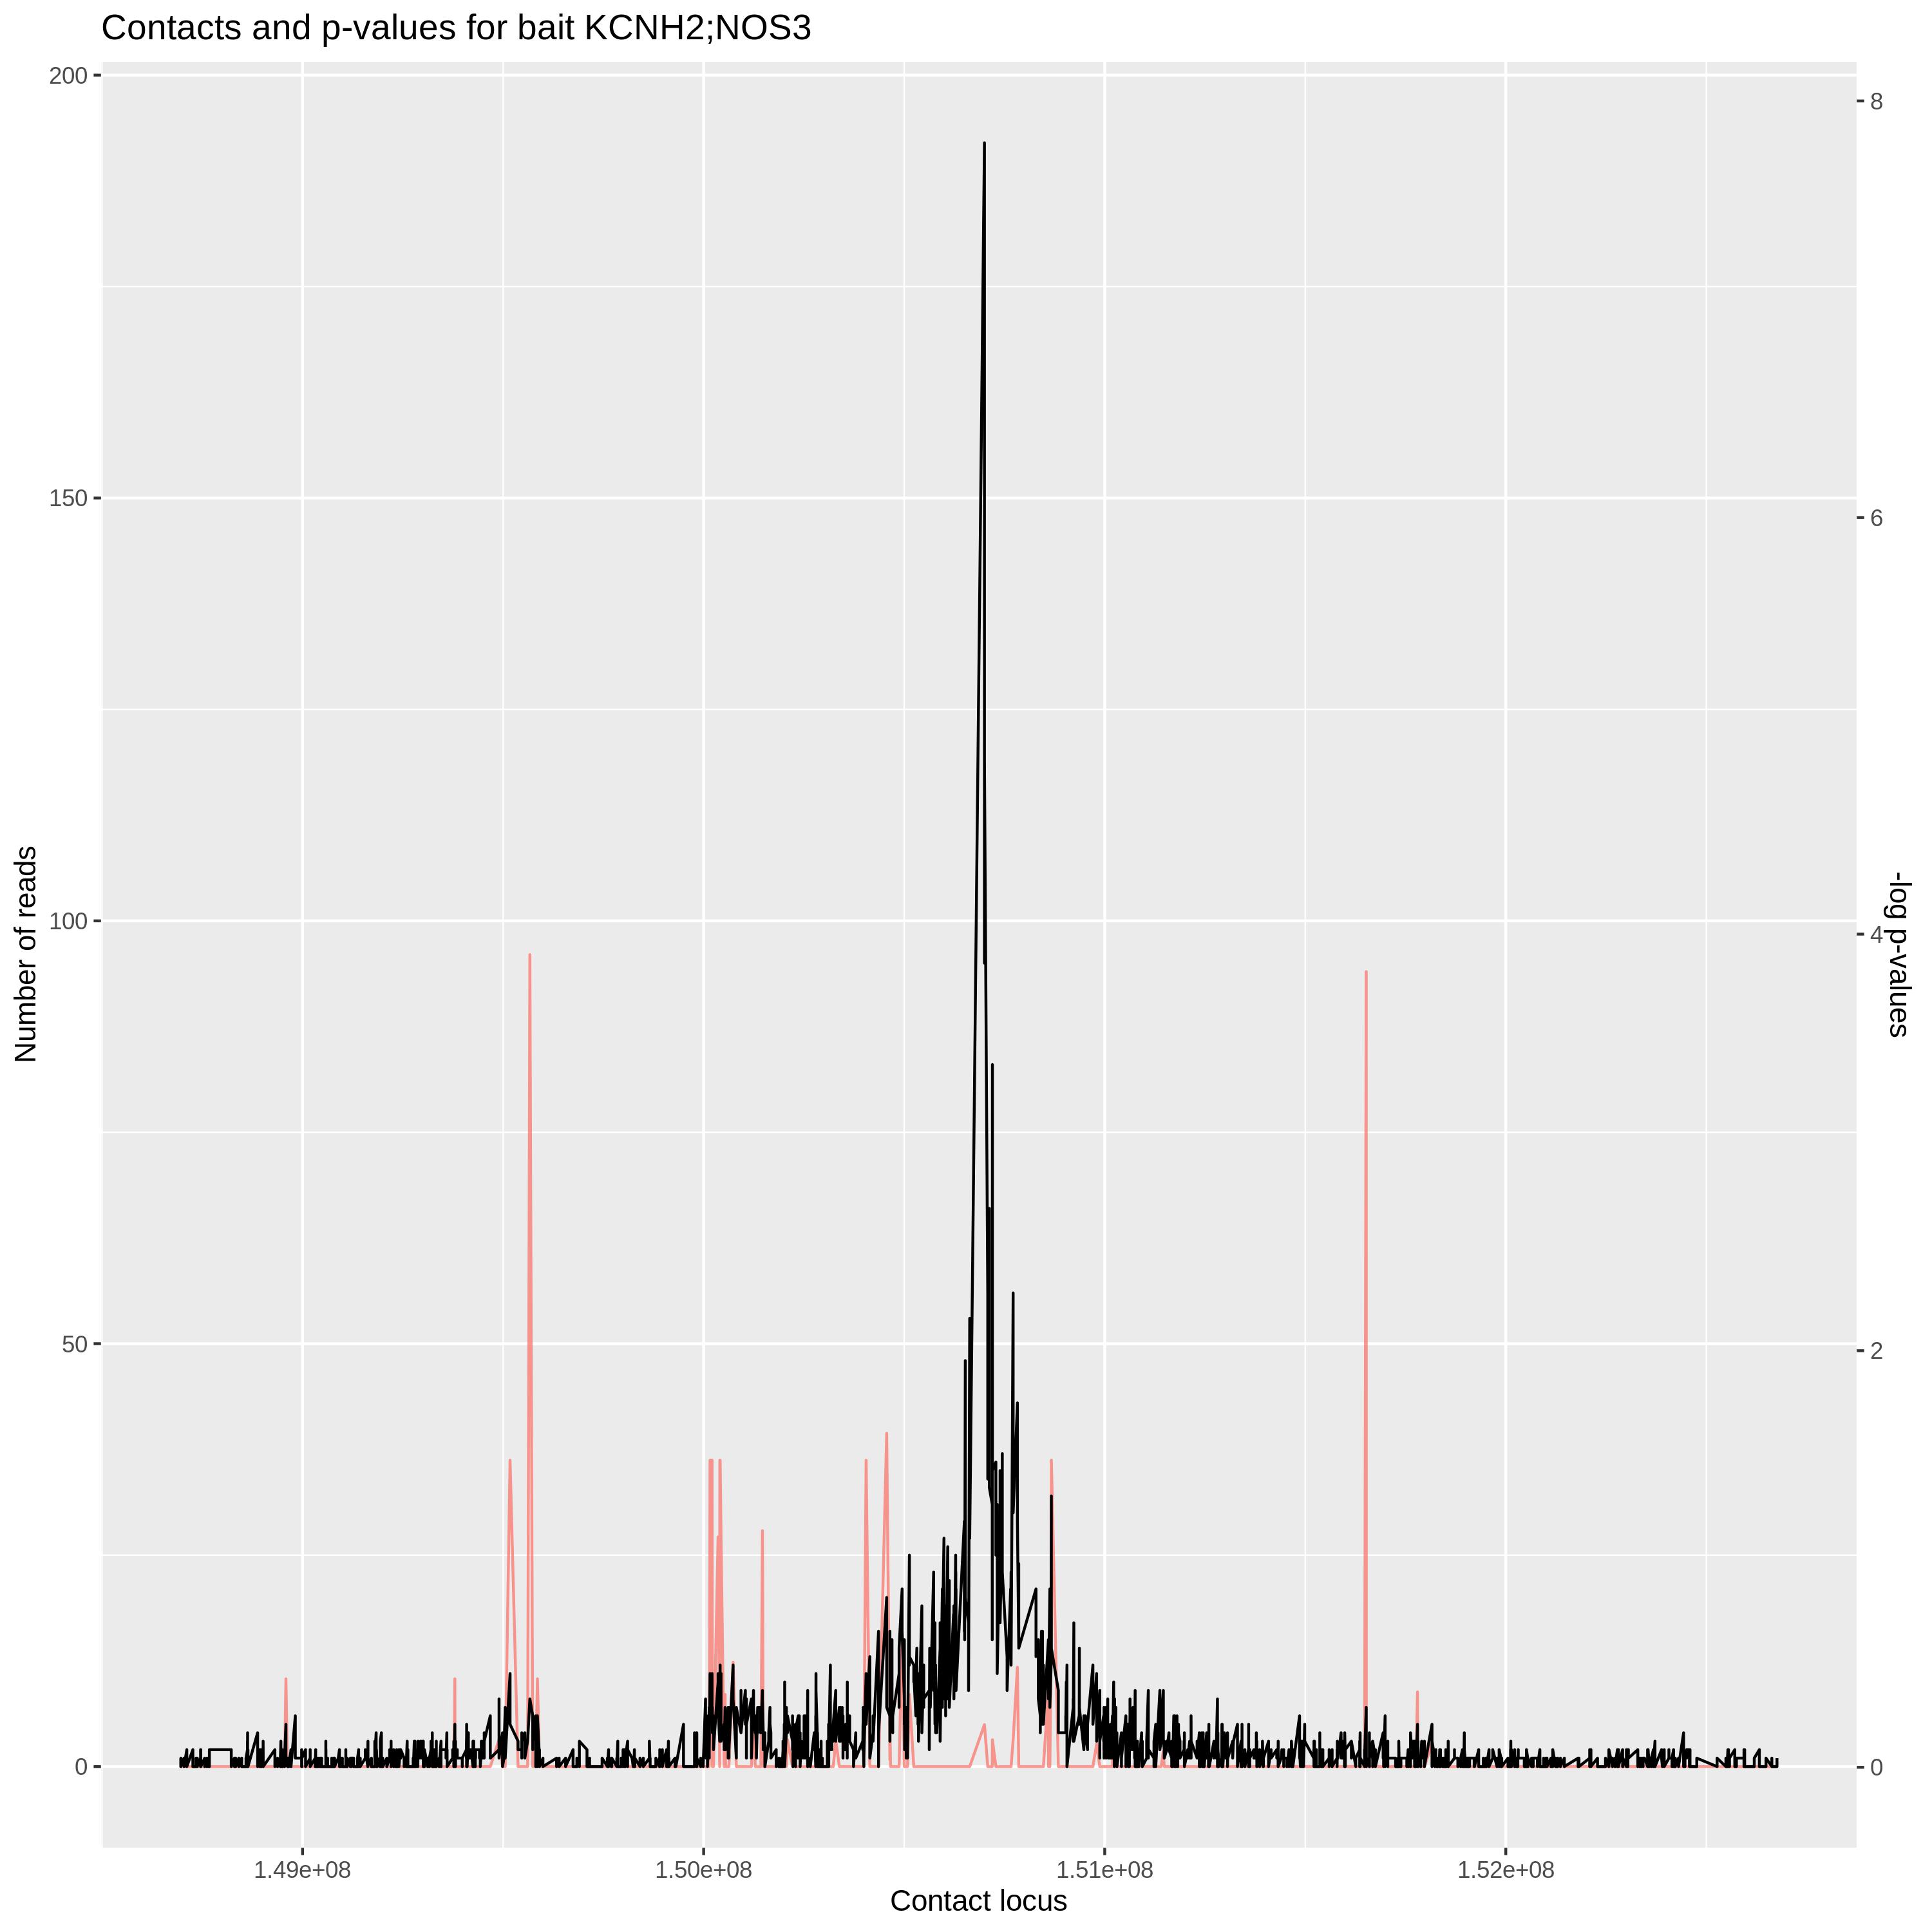 Contacts and p-values for bait KCNH2;NOS3
200
150
100
50
0
Number of reads
8
6
4
2
0
-log p-values
1.49e+08
1.50e+08
1.51e+08
1.52e+08
Contact locus